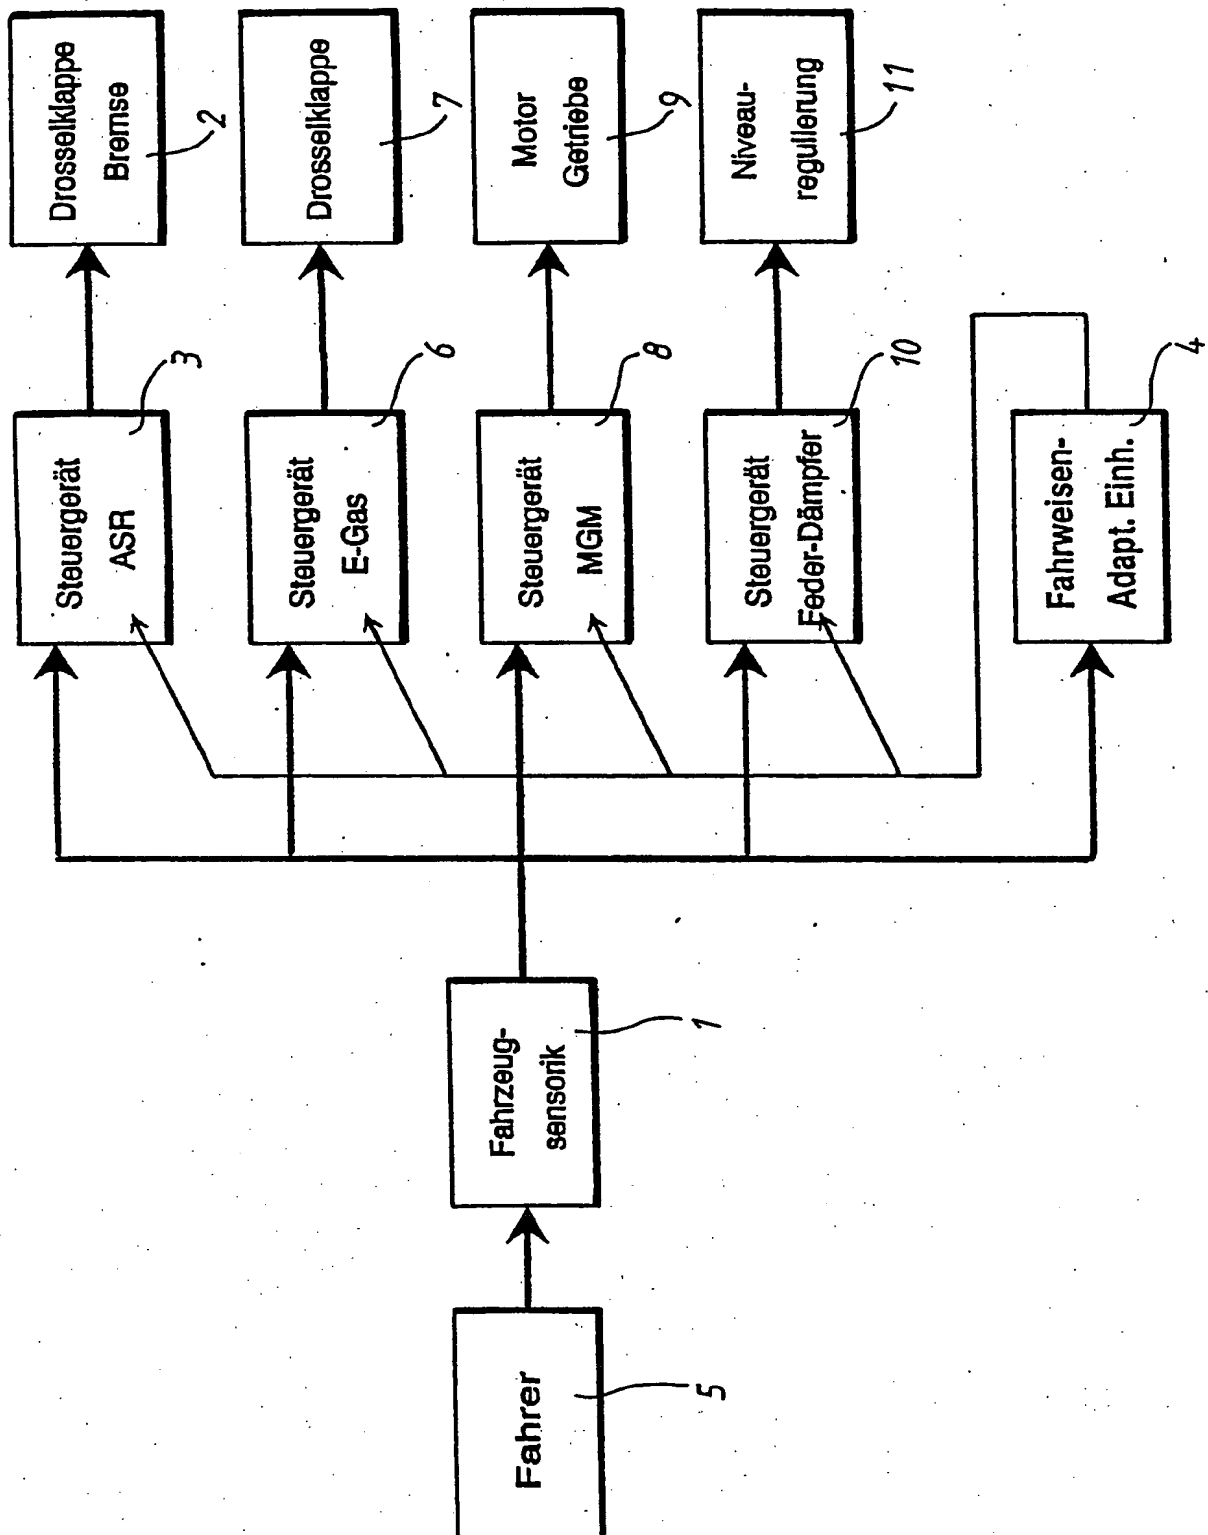 Drosselklappe
Bremse
2
Drosselklappe
7
Motor
Getriebe
9
Niveau-
regulierung
11
Steuergerät
ASR
3
Steuergerät
E-Gas
6
Steuergerät
MGM
8
Steuergerät
Feder-Dämpfer
10
Fahrweisen-
Adapt. Einh.
4
Fahrzeug-
sensorik
1
Fahrer
5